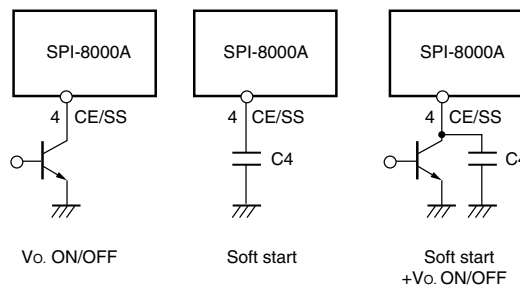 SPI-8000A
4 CE/SS
Vo. ON/OFF
SPI-8000A
4 CE/SS
C4
Soft start
SPI-8000A
4 CE/SS
C4
Soft start
+Vo. ON/OFF